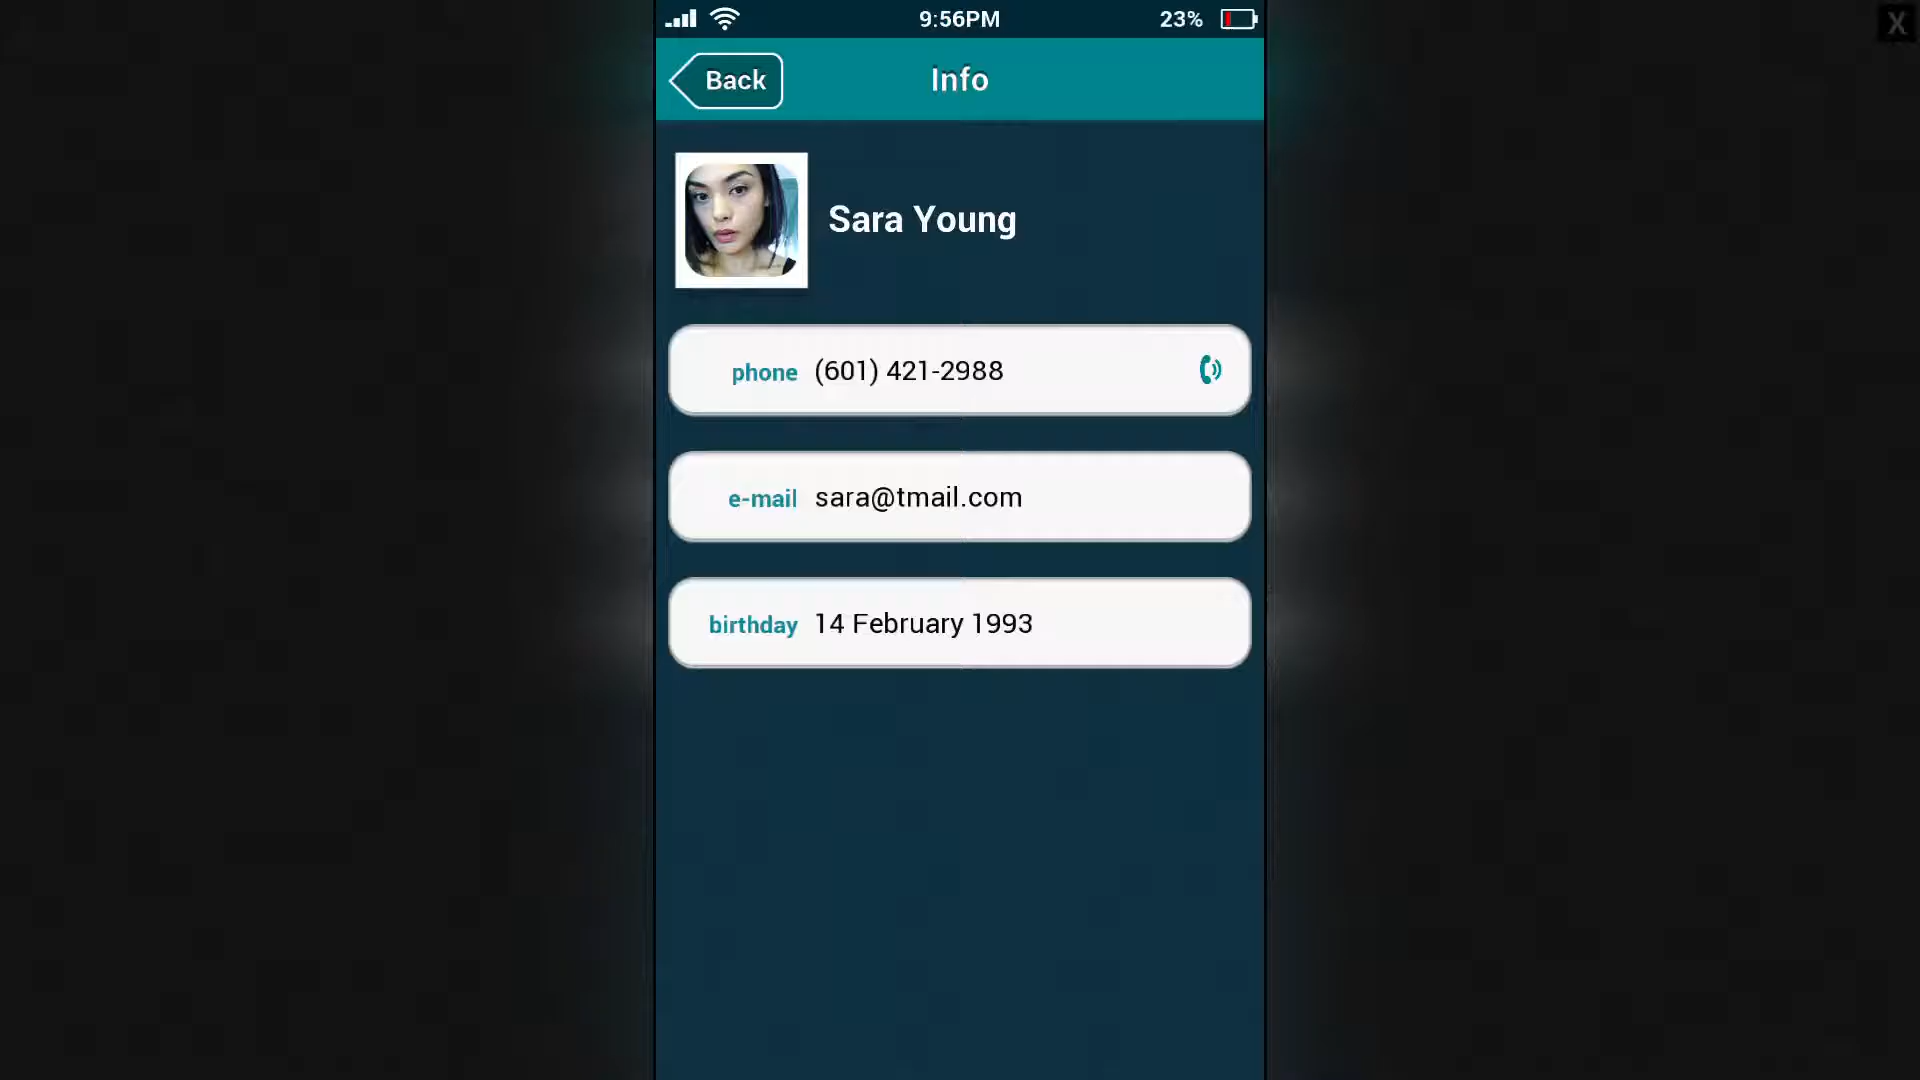 9:56PM 23%
X
Back Info
Sara Young
phone (601) 421-2988
e-mail sara@tmail.com
birthday 14 February 1993